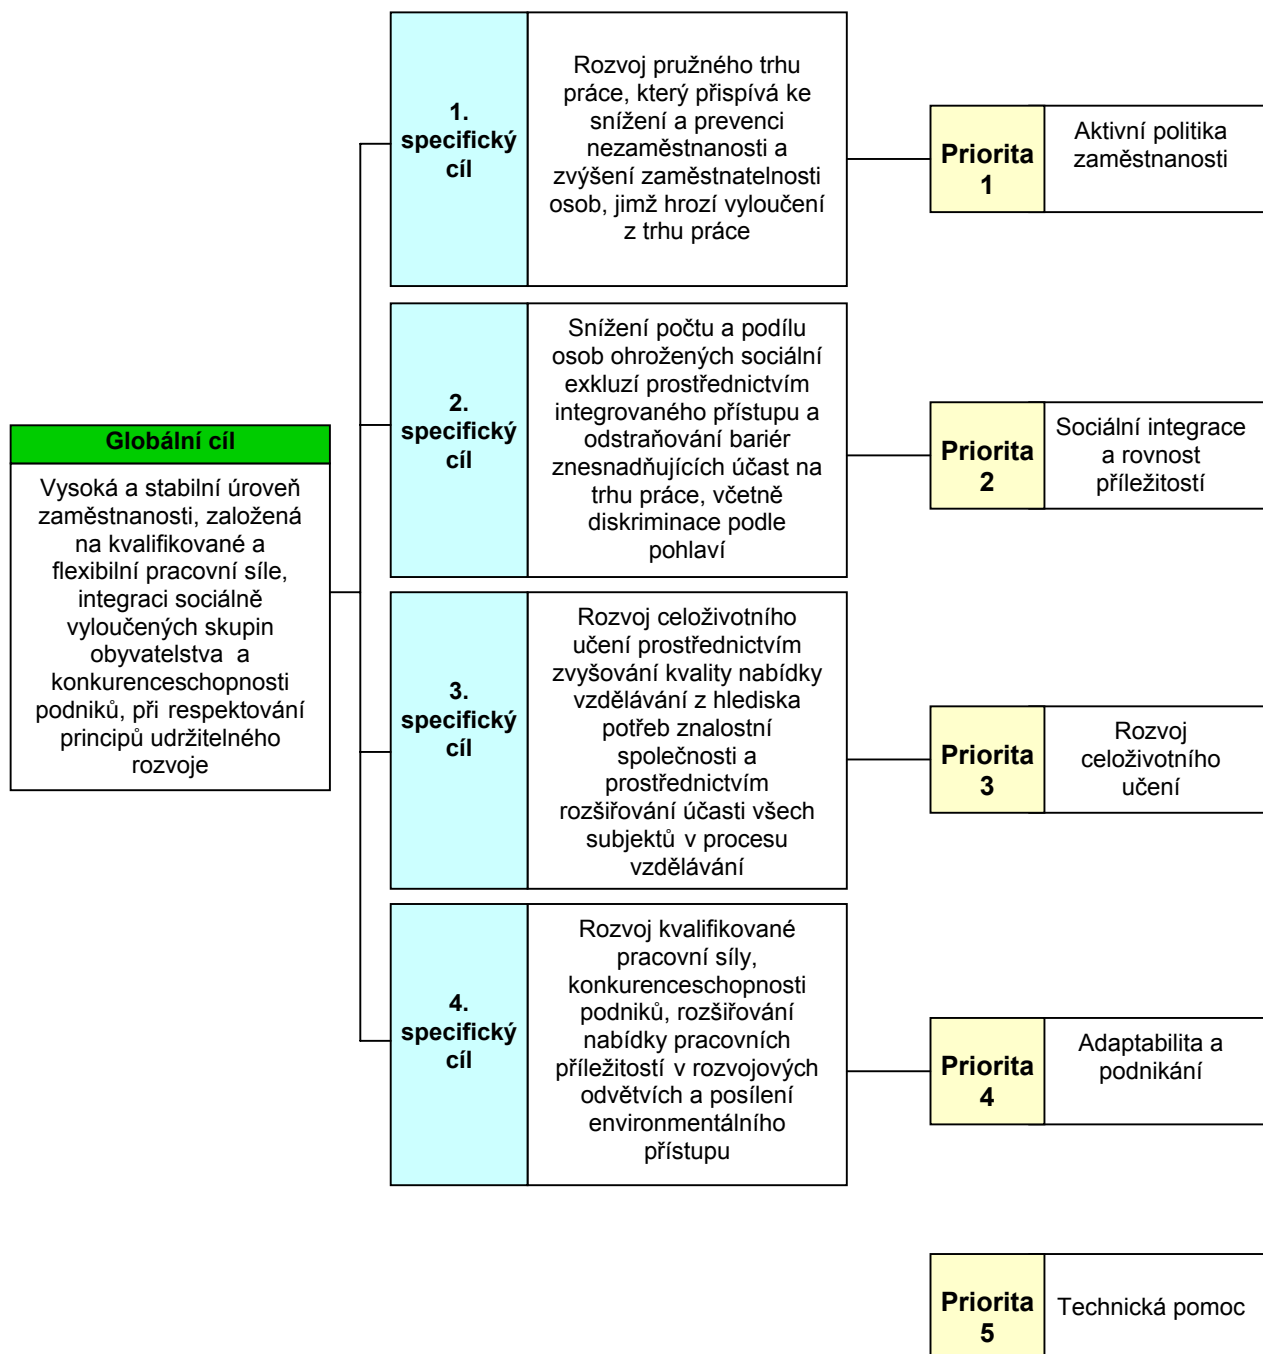 Globální cíl
Vysoká a stabilní úroveň
zaměstnanosti, založená
na kvalifikované a
flexibilní pracovní síle,
integraci sociálně
vyloučených skupin
obyvatelstva a
konkurenceschopnosti
podniků, při respektování
principů udržitelného
rozvoje
1.
specifický
cíl
Rozvoj pružného trhu
práce, který přispívá ke
snížení a prevenci
nezaměstnanosti a
zvýšení zaměstnatelnosti
osob, jimž hrozí vyloučení
z trhu práce
Priorita
1
Aktivní politika
zaměstnanosti
2.
specifický
cíl
Snížení počtu a podílu
osob ohrožených sociální
exkluzí prostřednictvím
integrovaného přístupu a
odstraňování bariér
znesnadňujících účast na
trhu práce, včetně
diskriminace podle
pohlaví
Priorita
2
Sociální integrace
a rovnost
příležitostí
3.
specifický
cíl
Rozvoj celoživotního
učení prostřednictvím
zvyšování kvality nabídky
vzdělávání z hlediska
potřeb znalostní
společnosti a
prostřednictvím
rozšiřování účasti všech
subjektů v procesu
vzdělávání
Priorita
3
Rozvoj
celoživotního
učení
4.
specifický
cíl
Rozvoj kvalifikované
pracovní síly,
konkurenceschopnosti
podniků, rozšiřování
nabídky pracovních
příležitostí v rozvojových
odvětvích a posílení
environmentálního
přístupu
Priorita
4
Adaptabilita a
podnikání
Priorita
5
Technická pomoc